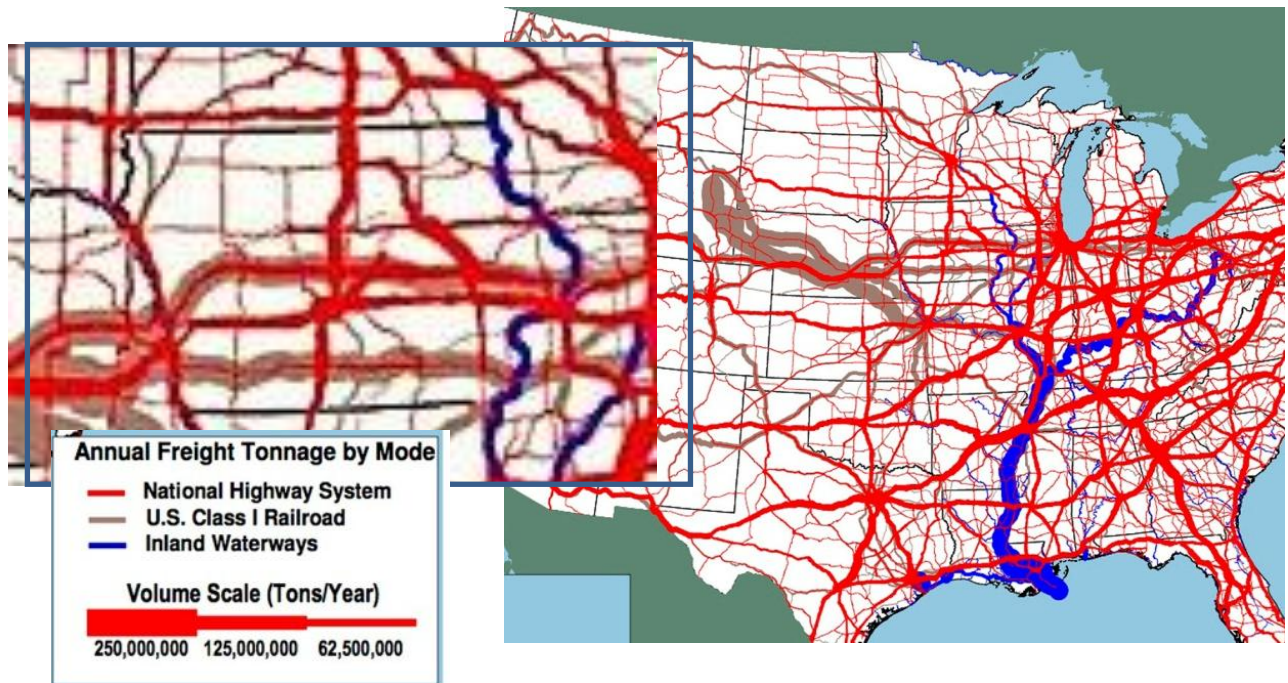 Annual Freight Tonnage by Mode
National Highway System
U.S. Class I Railroad
Inland Waterways
Volume Scale (Tons/Year)
250,000,000 125,000,000 62,500,000